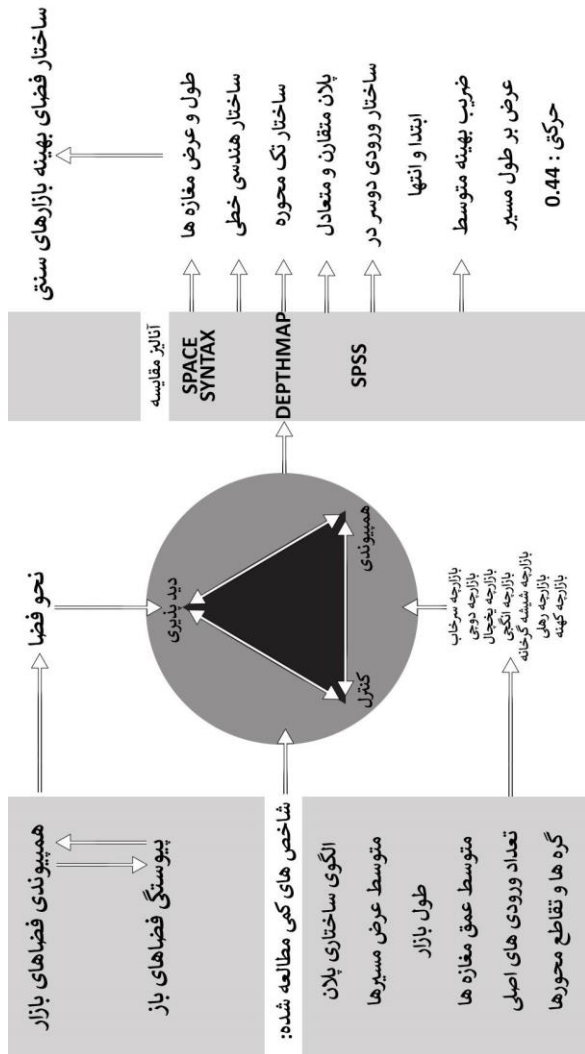 همپیوندی فضاهای بازار
پیوستگی فضاهای باز
نحو فضا
شاخص های کمی مطالعه شده:
الگوی ساختاری پلان
متوسط عرض مسیرها
طول بازار
متوسط عمق مغازه ها
تعداد ورودی های اصلی
گره ها و تقاطع محورها
دید بذیری
کنترل
همپیوندی
بازارچه سرخاب
بازارچه دوجی
بازارچه یخچال
بازارچه انگجی
بازارچه شیشه گرخانه
بازارچه رهلی
بازارچه کهنه
آنالیز مقایسه
SPACE
SYNTAX
DEPTHMAP
SPSS
ساختار فضای بهینه بازارهای سنتی
طول و عرض مغازه ها
ساختار هندسی خطی
ساختار تک محوره
پلان متقارن و متعادل
ساختار ورودی دوسر در
ابتدا و انتها
ضریب بهینه متوسط
عرض بر طول مسیر
حرکتی : 0.44